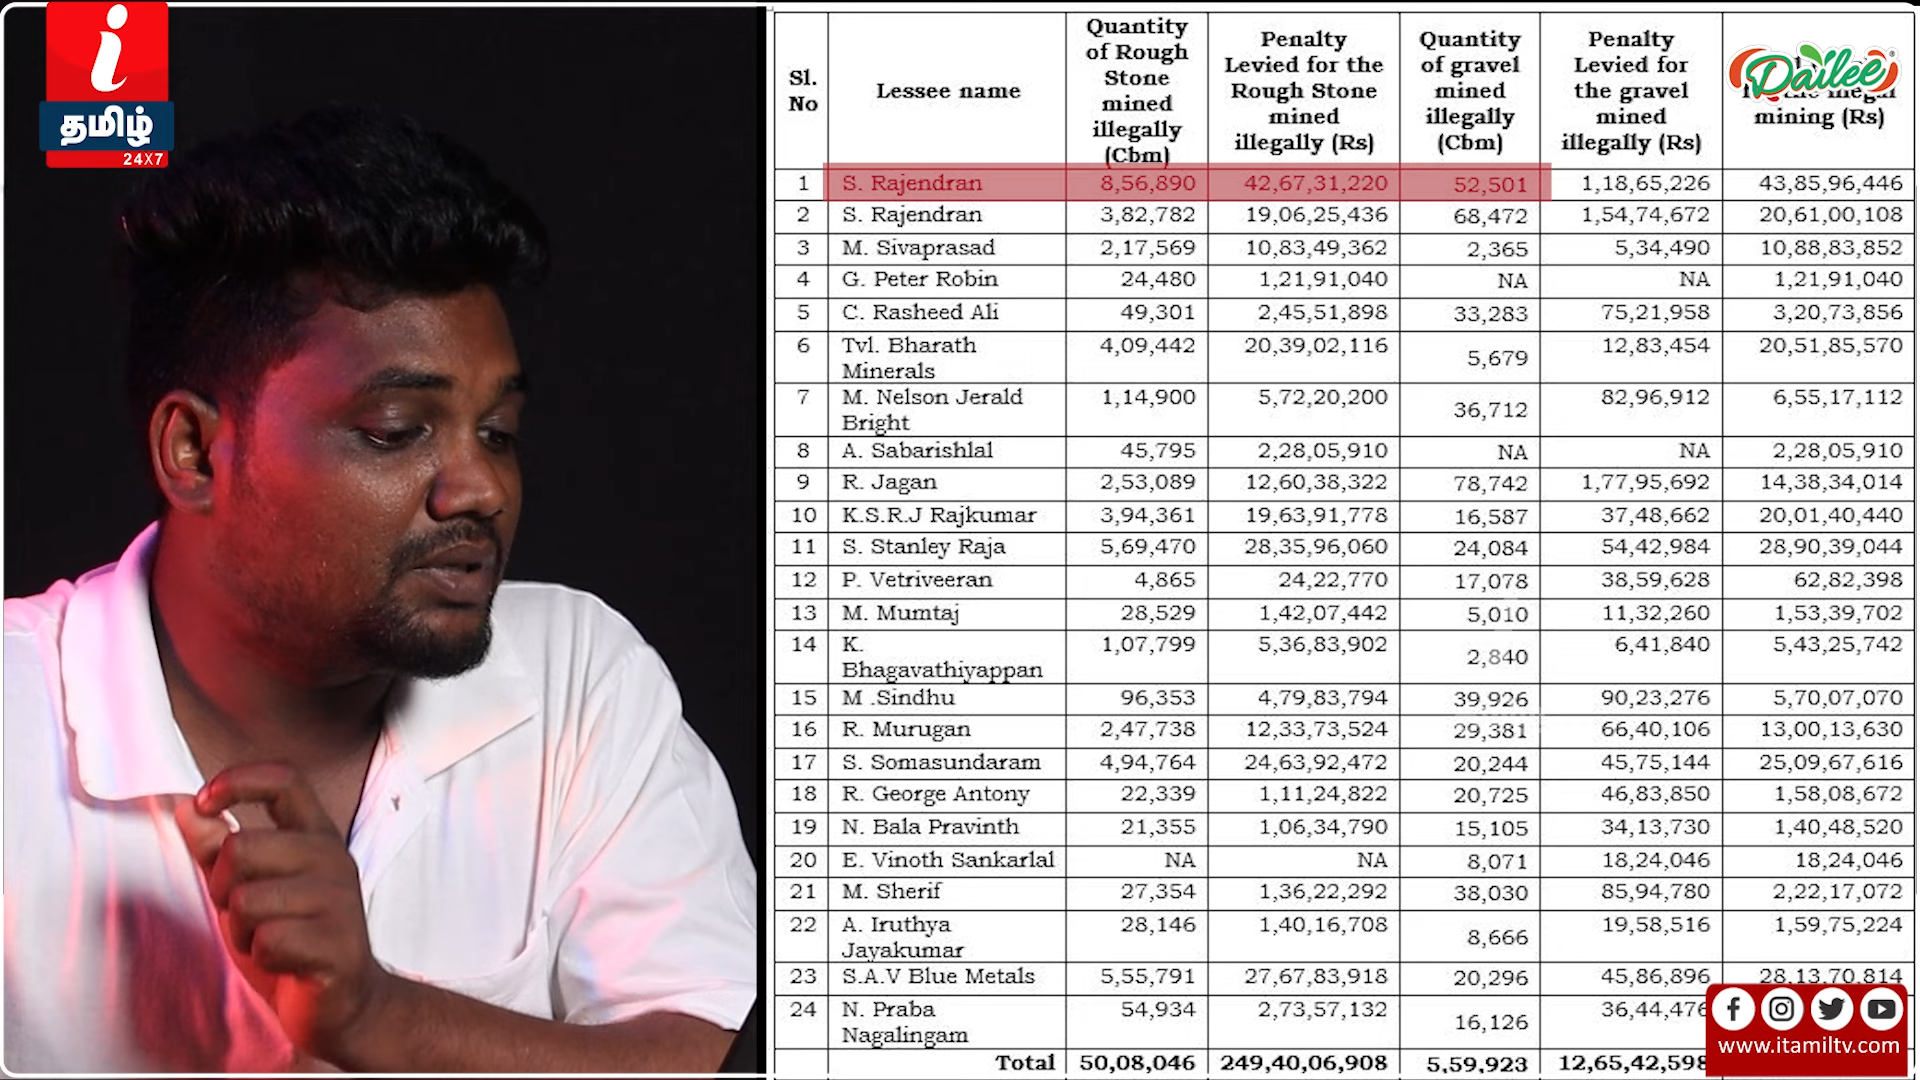 i
தமிழ்
24X7
Dailee
Sl. No | Lessee name | Quantity of Rough Stone mined illegally (Cbm) | Penalty Levied for the Rough Stone mined illegally (Rs) | Quantity of gravel mined illegally (Cbm) | Penalty Levied for the gravel mined illegally (Rs) | mining (Rs)
1 S. Rajendran 8,56,890 42,67,31,220 52,501 1,18,65,226 43,85,96,446
2 S. Rajendran 3,82,782 19,06,25,436 68,472 1,54,74,672 20,61,00,108
3 M. Sivaprasad 2,17,569 10,83,49,362 2,365 5,34,490 10,88,83,852
4 G. Peter Robin 24,480 1,21,91,040 NA NA 1,21,91,040
5 C. Rasheed Ali 49,301 2,45,51,898 33,283 75,21,958 3,20,73,856
6 Tvl. Bharath Minerals 4,09,442 20,39,02,116 5,679 12,83,454 20,51,85,570
7 M. Nelson Jerald Bright 1,14,900 5,72,20,200 36,712 82,96,912 6,55,17,112
8 A. Sabarishlal 45,795 2,28,05,910 NA NA 2,28,05,910
9 R. Jagan 2,53,089 12,60,38,322 78,742 1,77,95,692 14,38,34,014
10 K.S.R.J Rajkumar 3,94,361 19,63,91,778 16,587 37,48,662 20,01,40,440
11 S. Stanley Raja 5,69,470 28,35,96,060 24,084 54,42,984 28,90,39,044
12 P. Vetriveeran 4,865 24,22,770 17,078 38,59,628 62,82,398
13 M. Mumtaj 28,529 1,42,07,442 5,010 11,32,260 1,53,39,702
14 K. Bhagavathiyappan 1,07,799 5,36,83,902 2,840 6,41,840 5,43,25,742
15 M .Sindhu 96,353 4,79,83,794 39,926 90,23,276 5,70,07,070
16 R. Murugan 2,47,738 12,33,73,524 29,381 66,40,106 13,00,13,630
17 S. Somasundaram 4,94,764 24,63,92,472 20,244 45,75,144 25,09,67,616
18 R. George Antony 22,339 1,11,24,822 20,725 46,83,850 1,58,08,672
19 N. Bala Pravinth 21,355 1,06,34,790 15,105 34,13,730 1,40,48,520
20 E. Vinoth Sankarlal NA NA 8,071 18,24,046 18,24,046
21 M. Sherif 27,354 1,36,22,292 38,030 85,94,780 2,22,17,072
22 A. Iruthya Jayakumar 28,146 1,40,16,708 8,666 19,58,516 1,59,75,224
23 S.A.V Blue Metals 5,55,791 27,67,83,918 20,296 45,86,896 28,13,70,814
24 N. Praba Nagalingam 54,934 2,73,57,132 16,126 36,44,476
Total 50,08,046 249,40,06,908 5,59,923 12,65,42,598
www.itamiltv.com